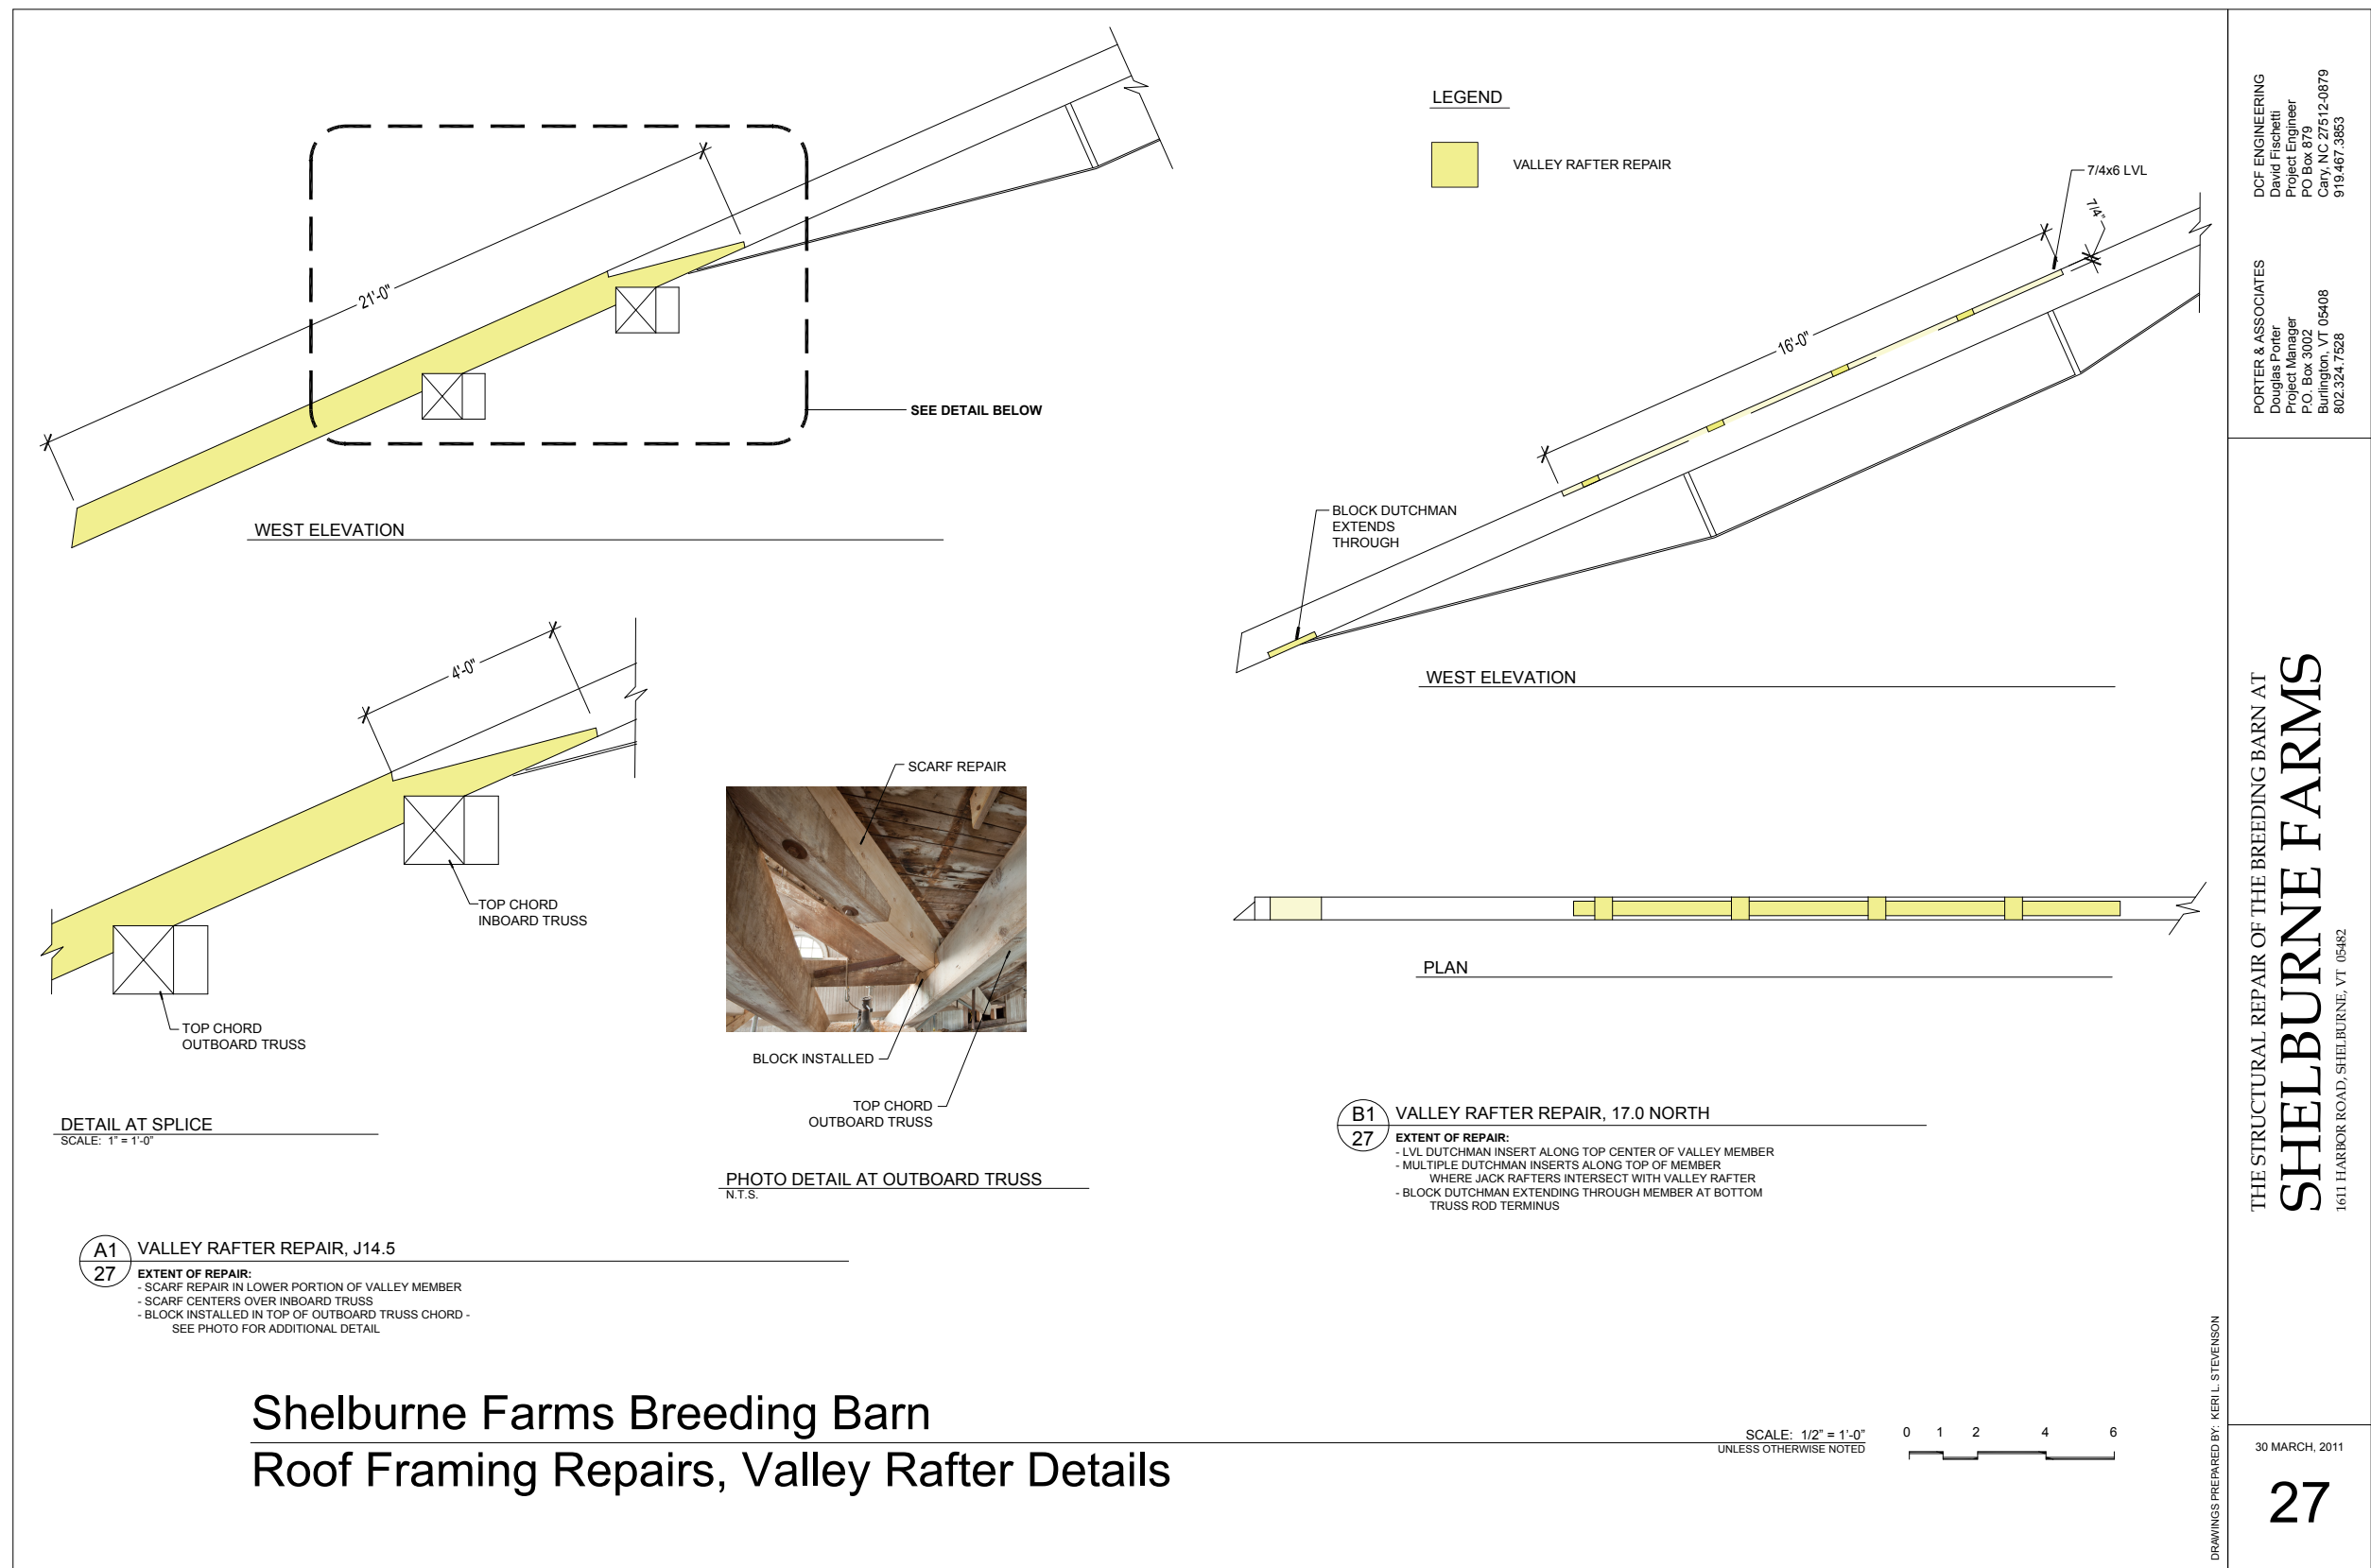 21'-0"
SEE DETAIL BELOW
WEST ELEVATION
LEGEND
VALLEY RAFTER REPAIR
7/4x6 LVL
7/4"
16'-0"
BLOCK DUTCHMAN
EXTENDS
THROUGH
WEST ELEVATION
4'-0"
TOP CHORD
INBOARD TRUSS
TOP CHORD
OUTBOARD TRUSS
DETAIL AT SPLICE
SCALE: 1" = 1'-0"
SCARF REPAIR
BLOCK INSTALLED
TOP CHORD
OUTBOARD TRUSS
PHOTO DETAIL AT OUTBOARD TRUSS
N.T.S.
PLAN
A1
27
VALLEY RAFTER REPAIR, J14.5
EXTENT OF REPAIR:
- SCARF REPAIR IN LOWER PORTION OF VALLEY MEMBER
- SCARF CENTERS OVER INBOARD TRUSS
- BLOCK INSTALLED IN TOP OF OUTBOARD TRUSS CHORD -
SEE PHOTO FOR ADDITIONAL DETAIL
B1
27
VALLEY RAFTER REPAIR, 17.0 NORTH
EXTENT OF REPAIR:
- LVL DUTCHMAN INSERT ALONG TOP CENTER OF VALLEY MEMBER
- MULTIPLE DUTCHMAN INSERTS ALONG TOP OF MEMBER
WHERE JACK RAFTERS INTERSECT WITH VALLEY RAFTER
- BLOCK DUTCHMAN EXTENDING THROUGH MEMBER AT BOTTOM
TRUSS ROD TERMINUS
Shelburne Farms Breeding Barn
Roof Framing Repairs, Valley Rafter Details
SCALE: 1/2" = 1'-0"
UNLESS OTHERWISE NOTED
0 1 2 4 6
DRAWINGS PREPARED BY: KERI L. STEVENSON
DCF ENGINEERING
David Fischetti
Project Engineer
PO Box 879
Cary, NC 27512-0879
919.467.3853
PORTER & ASSOCIATES
Douglas Porter
Project Manager
P.O. Box 3002
Burlington, VT 05408
802.324.7528
THE STRUCTURAL REPAIR OF THE BREEDING BARN AT
SHELBURNE FARMS
1611 HARBOR ROAD, SHELBURNE, VT 05482
30 MARCH, 2011
27